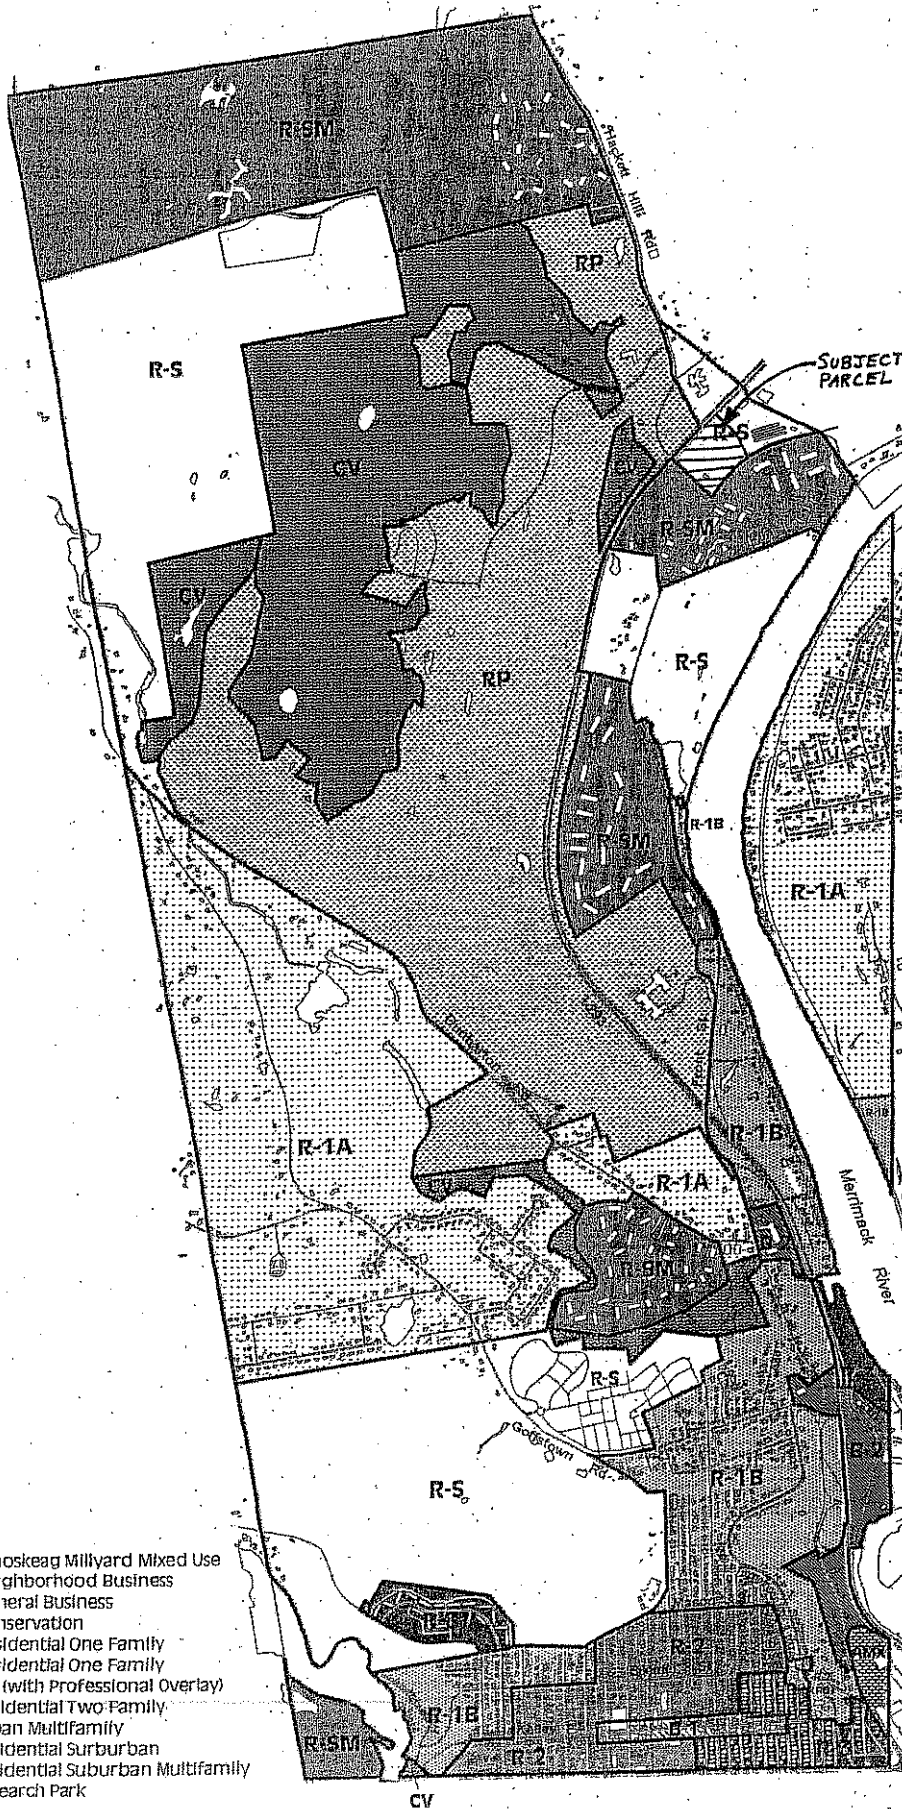 R-SM
Hackett Hill Rd
RP
SUBJECT
PARCEL
R-S
R-S
CV
CV
R-SM
CV
R-S
RP
R-1B
R-SM
R-1A
R-1B
R-1A
R-1A
Merrimack
River
R-SM
R-S
Goffstown
Rd
R-1B
R-S
B-2
R-2
AMX
R-1B
B-1
R-SM
R-2
CV
oskeag Millyard Mixed Use
ghborhood Business
neral Business
nservation
sidential One Family
idential One Family
(with Professional Overlay)
idential Two Family
an Multifamily
idential Surburban
idential Suburban Multifamily
earch Park